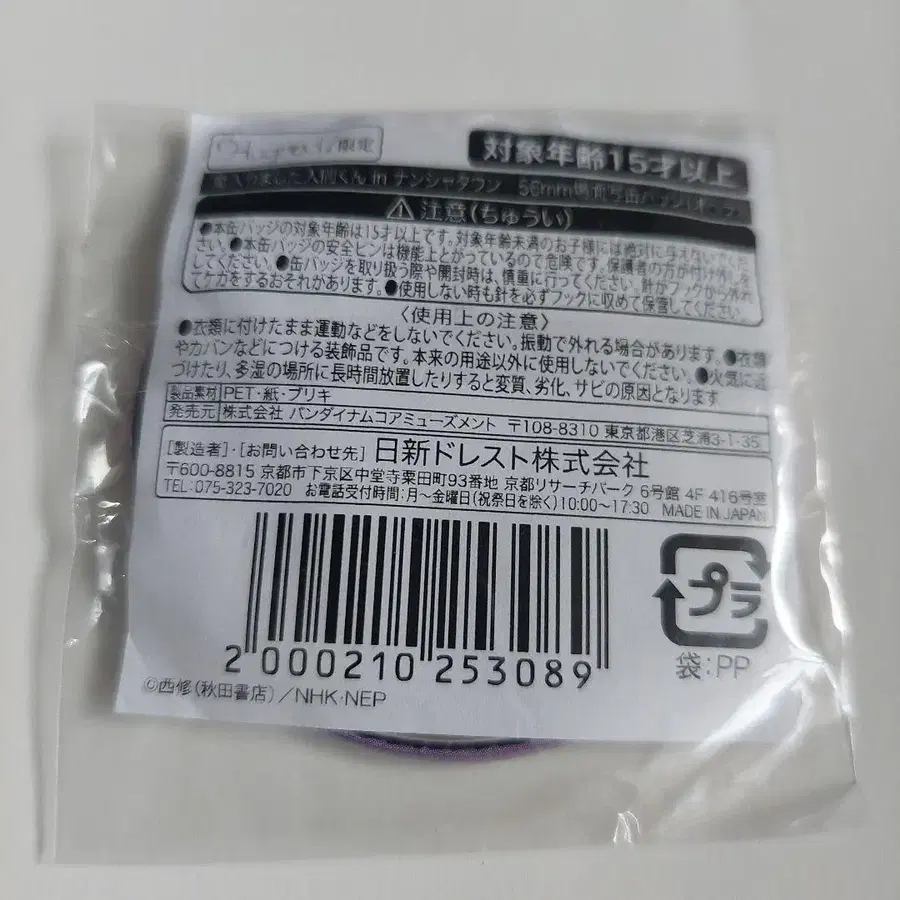 限定
対象年齢15才以上
入間くん in ナンジャタウン 56mm
注意(ちゅうい)
●本缶バッジの対象年齢は15才以上です。対象年齢未満のお子様には絶対に与えないでくだ
さい。●本缶バッジの安全ピンは機能上とがっているので危険です。保護者の方が付け外しを
してください。●缶バッジを取り扱う際や開封時は、慎重に行ってください。針がフックから外れ
てケガをするおそれがあります。●使用しない時も針を必ずフックに収めて保管してください。
〈使用上の注意〉
●衣類に付けたまま運動などをしないでください。振動で外れる場合があります。●衣類
やカバンなどにつける装飾品です。本来の用途以外に使用しないでください。●火気に近
づけたり、多湿の場所に長時間放置したりすると変質、劣化、サビの原因となります
製品素材 PET・紙・ブリキ
発売元 株式会社 バンダイナムコアミューズメント 〒108-8310 東京都港区芝浦3-1-35
[製造者]・[お問い合わせ先] 日新ドレスト株式会社
〒600-8815 京都市下京区中堂寺粟田町93番地 京都リサーチパーク 6号館 4F 416号室
TEL:075-323-7020 お電話受付時間:月～金曜日(祝祭日を除く)10:00～17:30 MADE IN JAPAN
2 000210 253089
プラ
袋:PP
©西修(秋田書店)/NHK・NEP